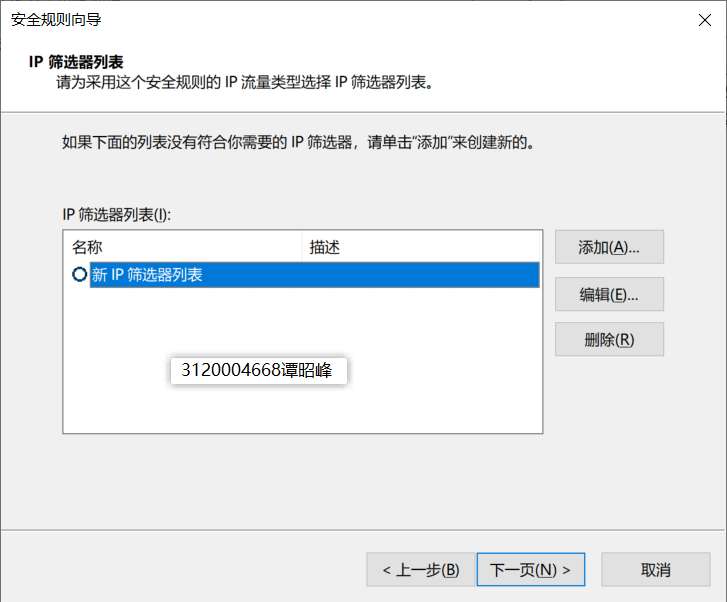 安全规则向导
IP 筛选器列表
请为采用这个安全规则的 IP 流量类型选择 IP 筛选器列表。
如果下面的列表没有符合你需要的 IP 筛选器，请单击“添加”来创建新的。
IP 筛选器列表(I):
名称 描述
添加(A)...
新 IP 筛选器列表
编辑(E)...
删除(R)
3120004668谭昭峰
< 上一步(B) 下一页(N) > 取消